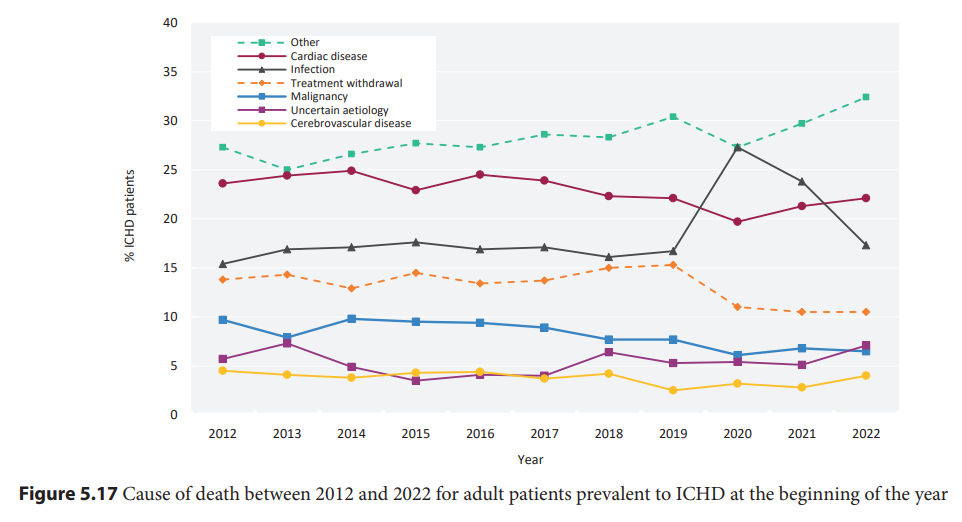 40
35
30
25
20
15
10
5
0
% ICHD patients
Other
Cardiac disease
Infection
Treatment withdrawal
Malignancy
Uncertain aetiology
Cerebrovascular disease
2012 2013 2014 2015 2016 2017 2018 2019 2020 2021 2022
Year
Figure 5.17 Cause of death between 2012 and 2022 for adult patients prevalent to ICHD at the beginning of the year